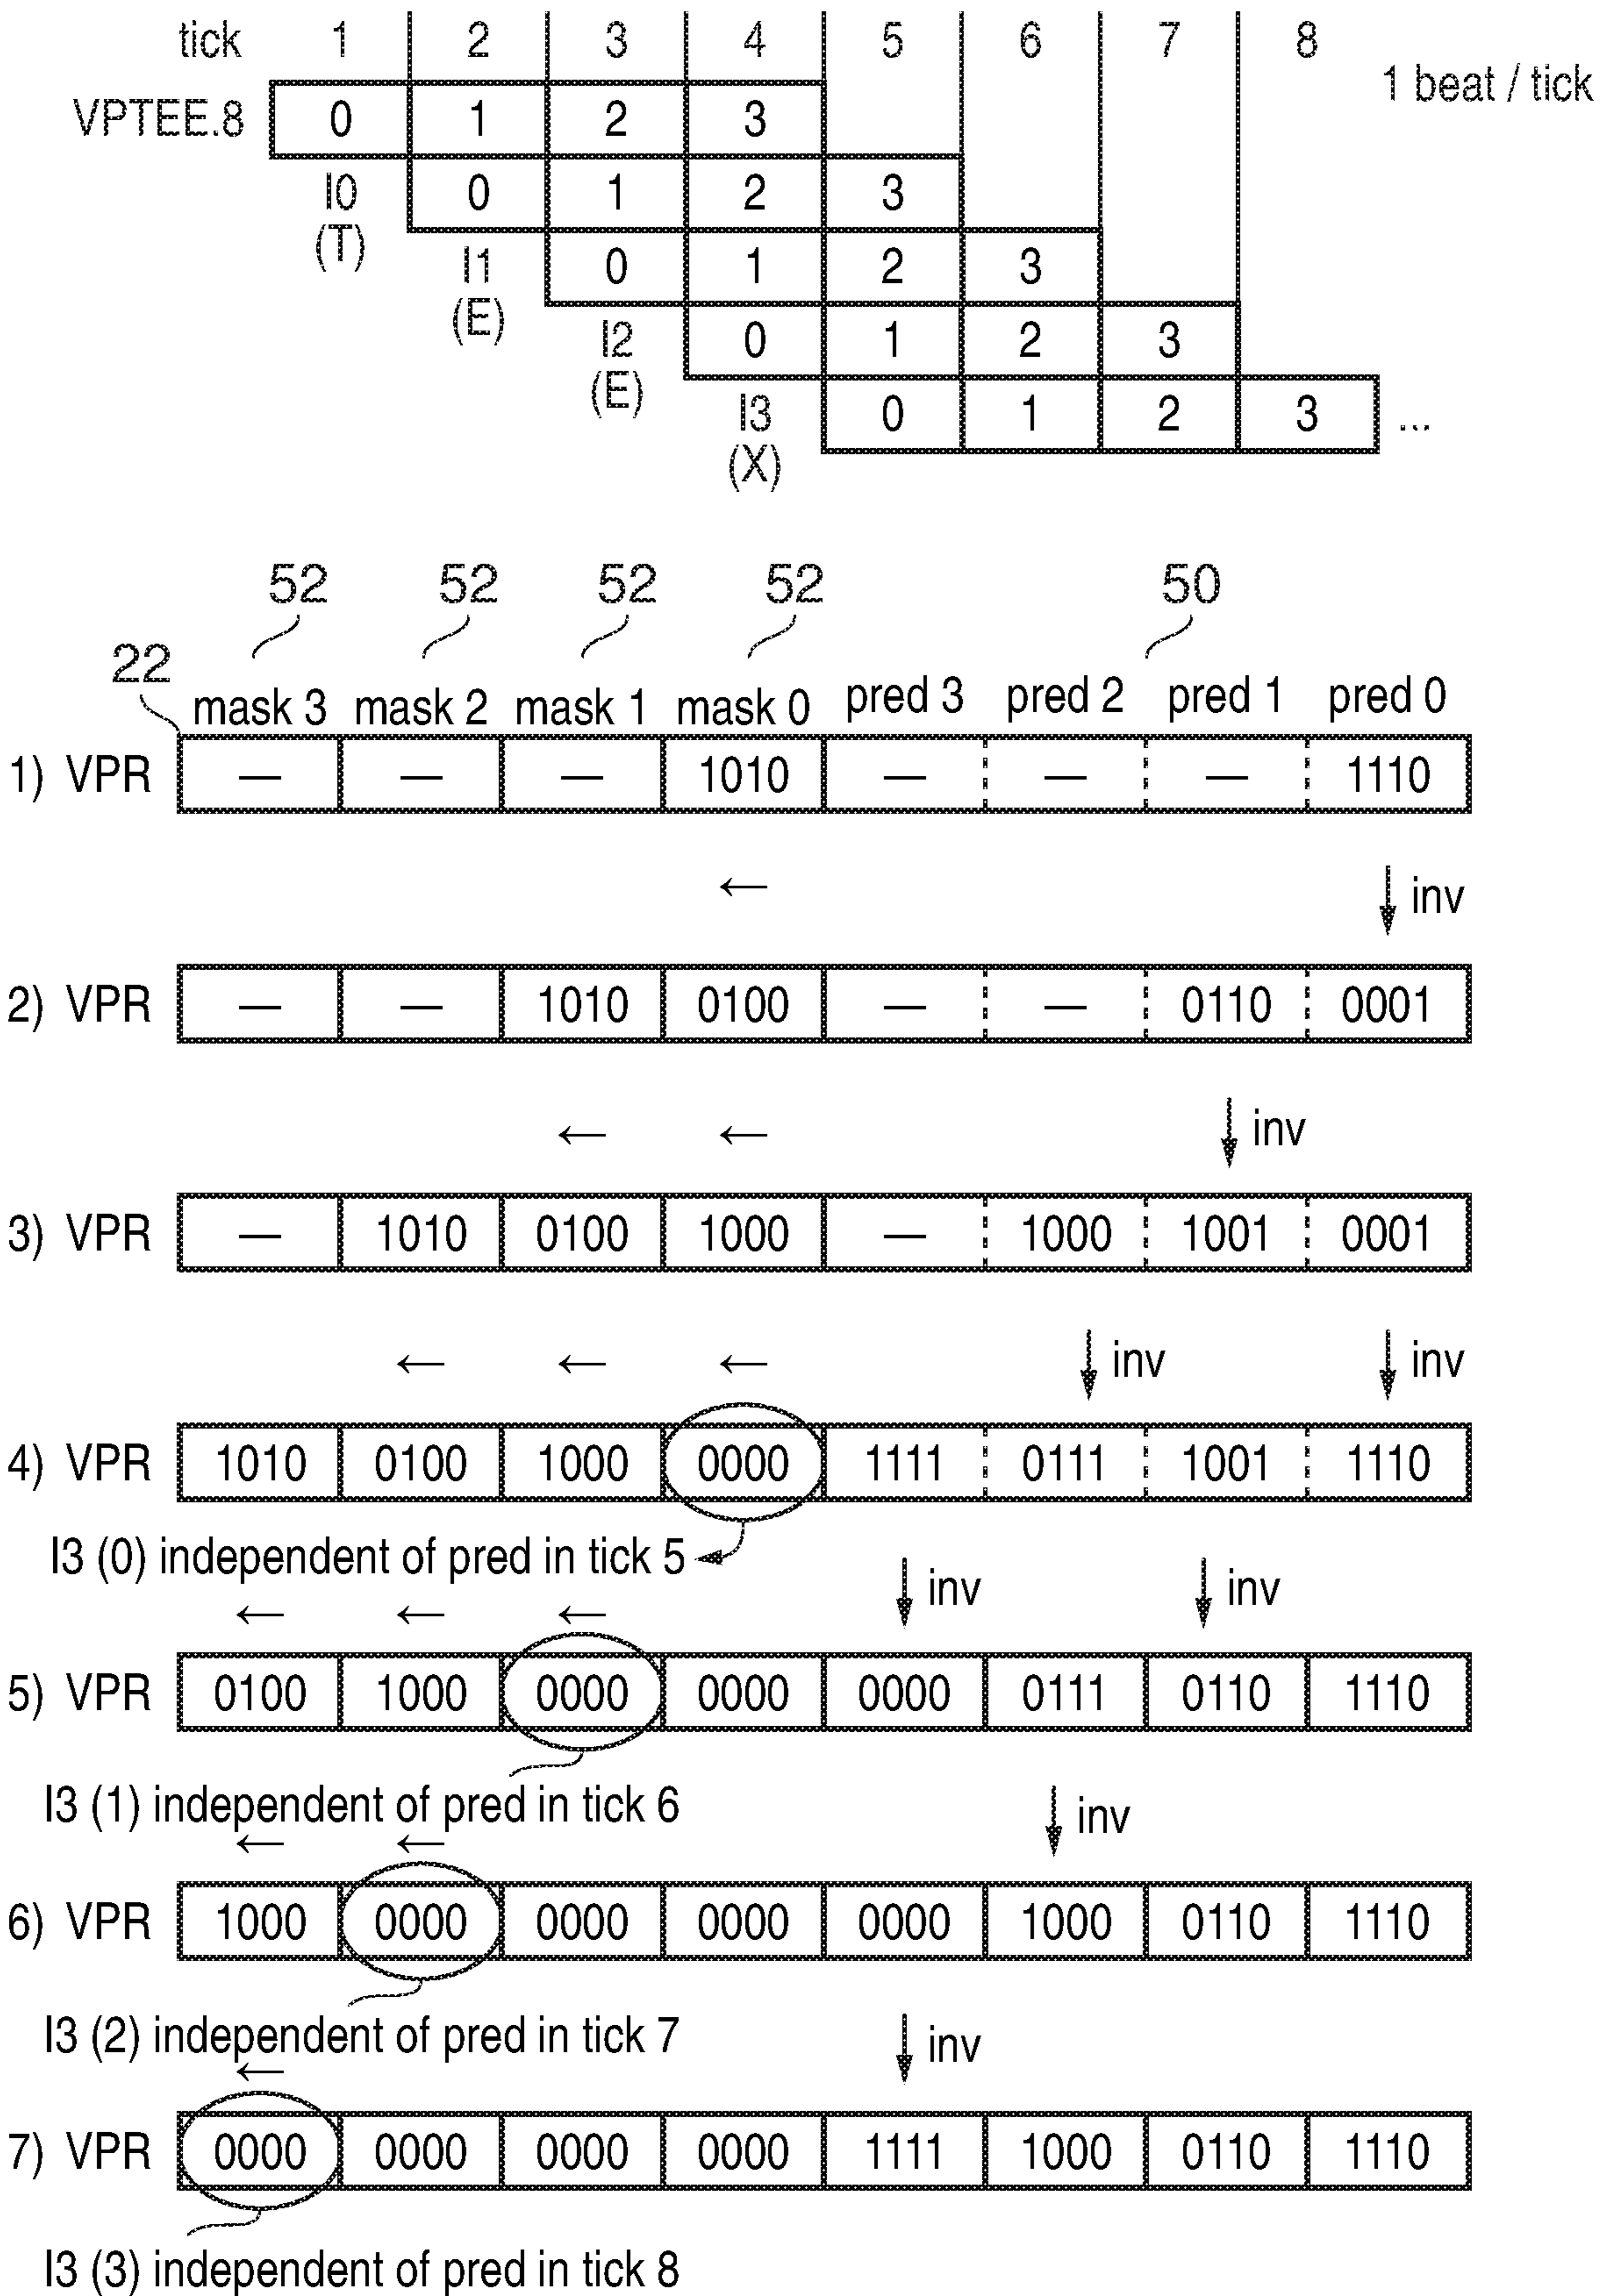 tick 1 2 3 4 5 6 7 8
1 beat / tick
VPTEE.8 0 1 2 3
I0 0 1 2 3
(T)
I1 0 1 2 3
(E)
I2 0 1 2 3
(E)
I3 0 1 2 3 ...
(X)
52 52 52 52 50
22
mask 3 mask 2 mask 1 mask 0 pred 3 pred 2 pred 1 pred 0
1) VPR — — — 1010 — — — 1110
← ↓ inv
2) VPR — — 1010 0100 — — 0110 0001
← ← ↓ inv
3) VPR — 1010 0100 1000 — 1000 1001 0001
← ← ← ↓ inv ↓ inv
4) VPR 1010 0100 1000 0000 1111 0111 1001 1110
I3 (0) independent of pred in tick 5
← ← ← ↓ inv ↓ inv
5) VPR 0100 1000 0000 0000 0000 0111 0110 1110
I3 (1) independent of pred in tick 6
← ← ↓ inv
6) VPR 1000 0000 0000 0000 0000 1000 0110 1110
I3 (2) independent of pred in tick 7
← ↓ inv
7) VPR 0000 0000 0000 0000 1111 1000 0110 1110
I3 (3) independent of pred in tick 8